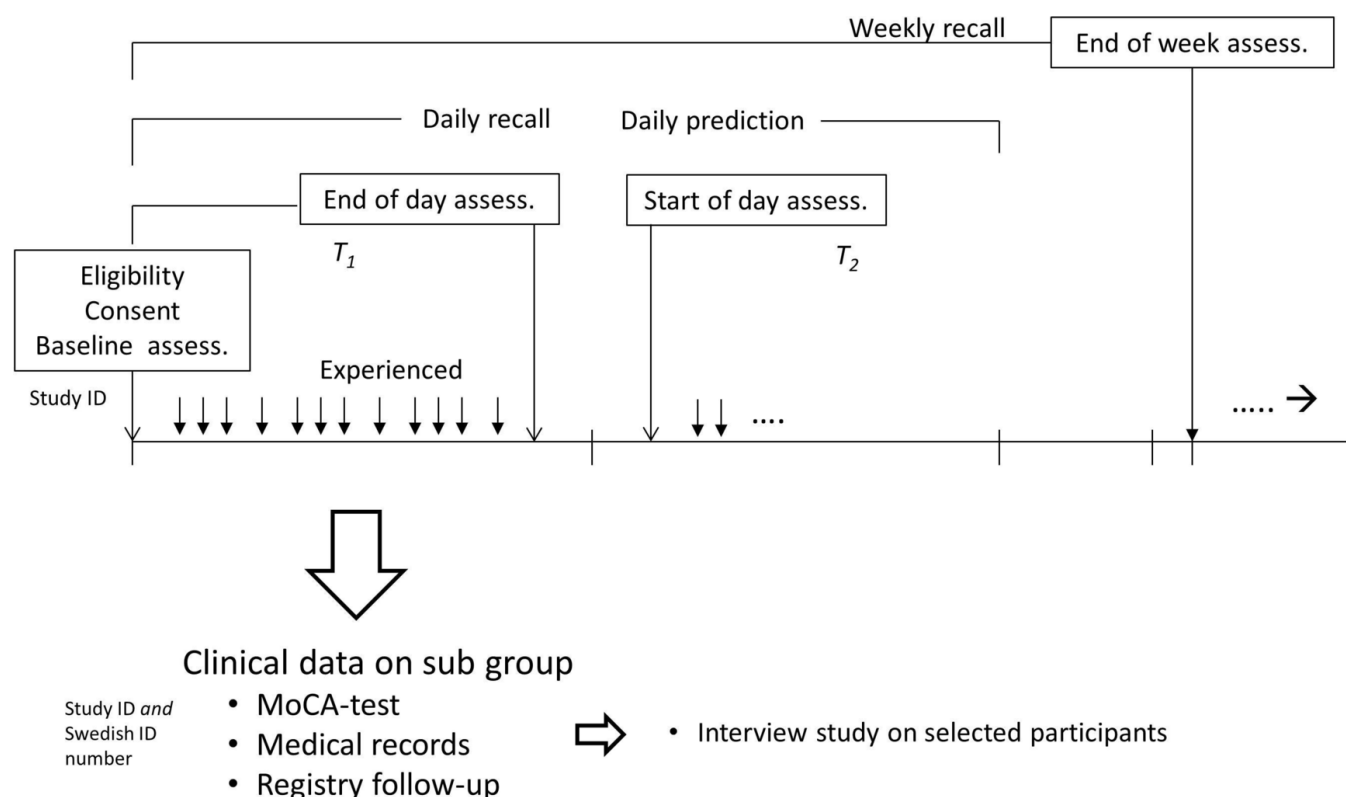 Weekly recall
End of week assess.
Daily recall
Daily prediction
End of day assess.
Start of day assess.
T1
T2
Eligibility
Consent
Baseline assess.
Experienced
Study ID
....
.....
Clinical data on sub group
Study ID and
Swedish ID
number
• MoCA-test
• Medical records
• Registry follow-up
• Interview study on selected participants